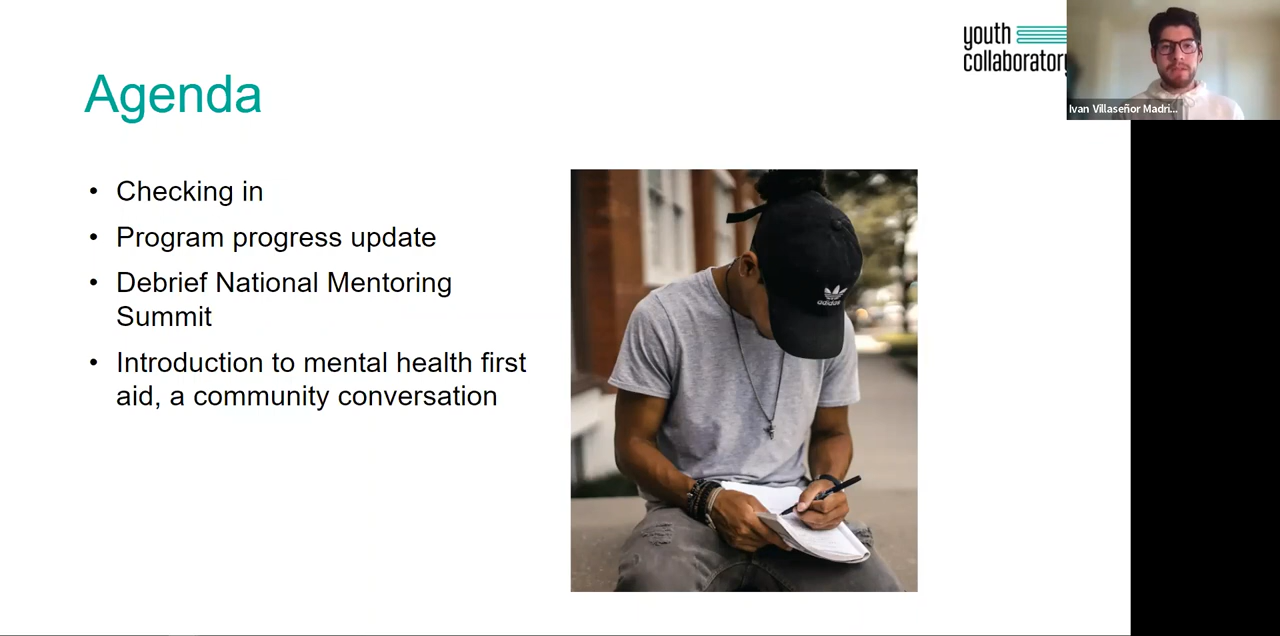 youth
collaboratory
Ivan Villaseñor Madri...
Agenda
• Checking in
• Program progress update
• Debrief National Mentoring
Summit
• Introduction to mental health first
aid, a community conversation
adidas